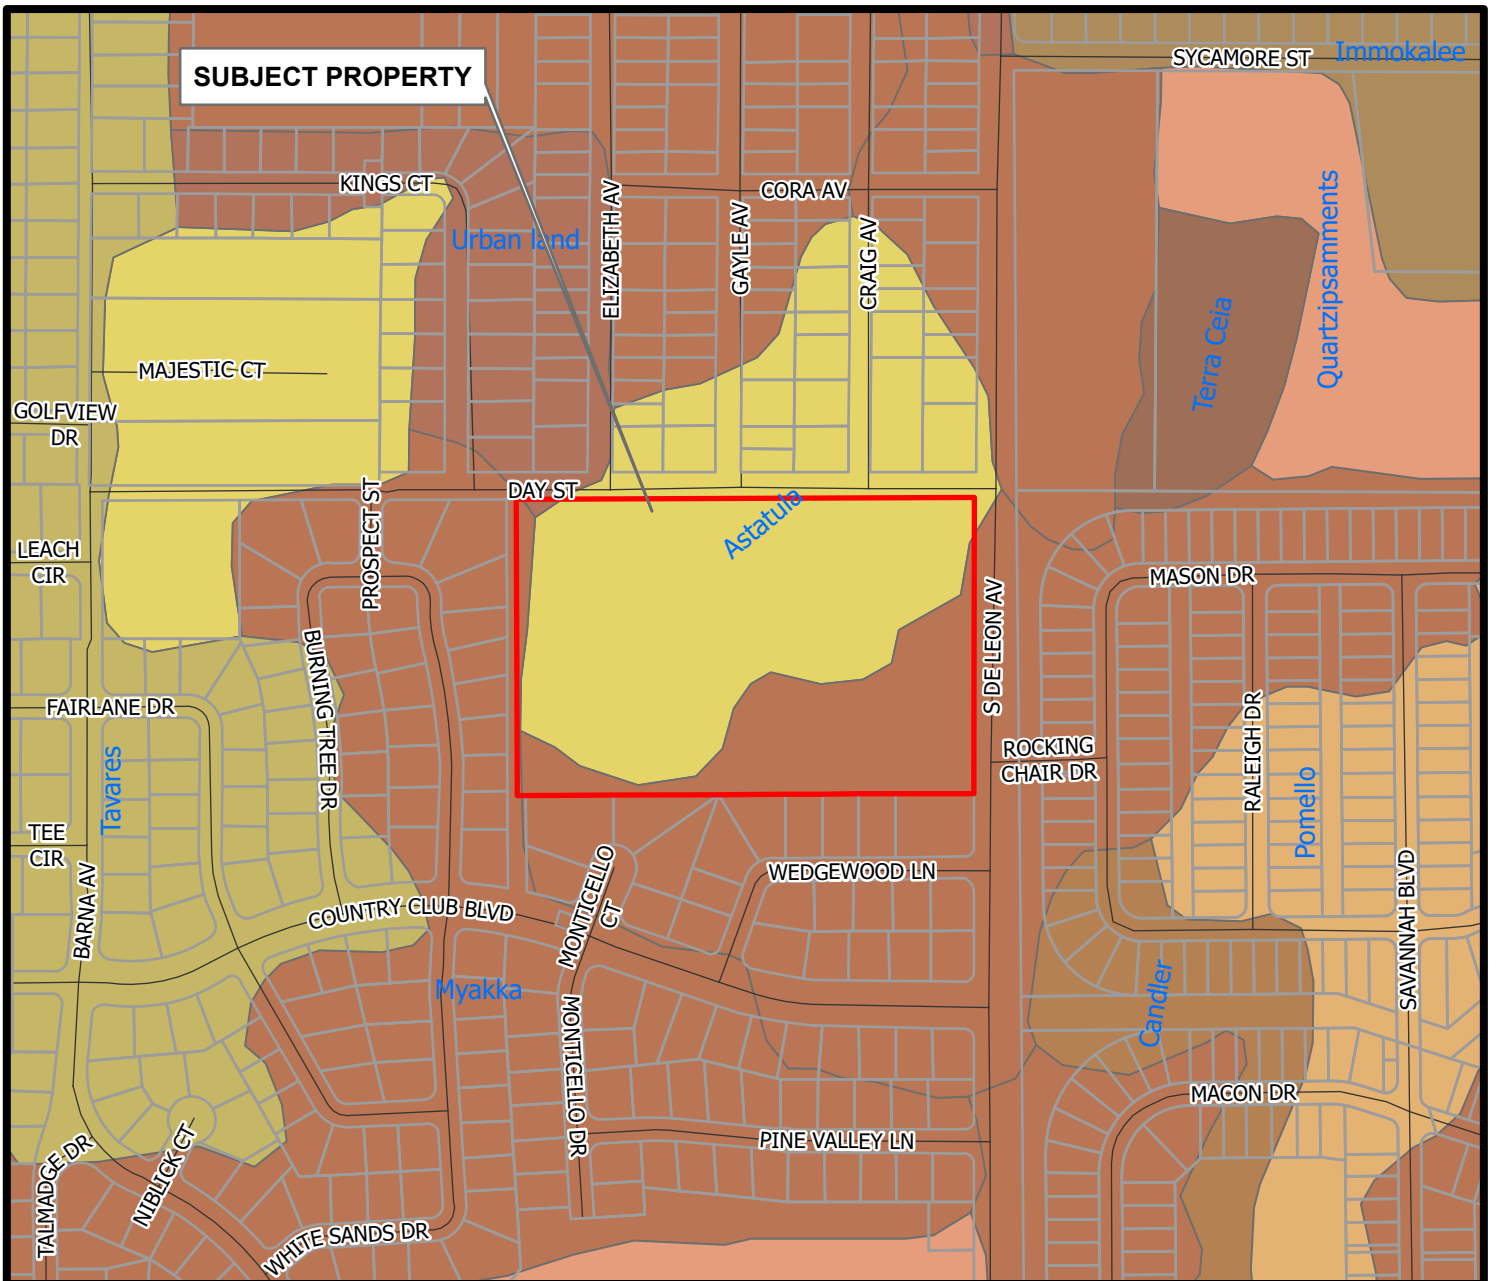 SYCAMORE ST
Immokalee
SUBJECT PROPERTY
KINGS CT
CORA AV
Urban land
ELIZABETH AV
GAYLE AV
CRAIG AV
Quartzipsamments
Terra Ceia
MAJESTIC CT
GOLFVIEW
DR
DAY ST
Astatula
PROSPECT ST
LEACH
CIR
MASON DR
S DE LEON AV
BURNING TREE DR
FAIRLANE DR
Tavares
ROCKING
CHAIR DR
RALEIGH DR
Pomello
TEE
CIR
BARNA AV
WEDGEWOOD LN
MONTICELLO
CT
COUNTRY CLUB BLVD
SAVANNAH BLVD
Myakka
Candler
MONTICELLO DR
MACON DR
PINE VALLEY LN
TALMADGE DR
NIBLICK CT
WHITE SANDS DR